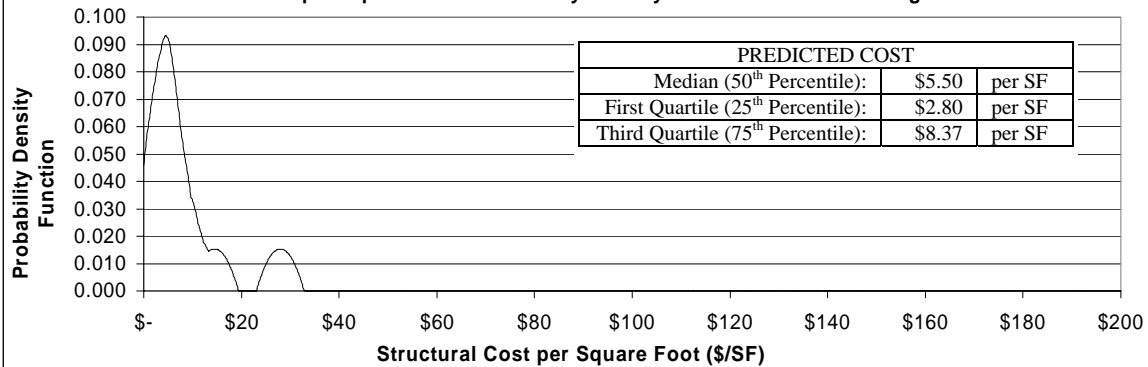 0.100
0.090
0.080
0.070
0.060
0.050
0.040
0.030
0.020
0.010
0.000
Probability Density
Function
PREDICTED COST
Median (50th Percentile): $5.50 per SF
First Quartile (25th Percentile): $2.80 per SF
Third Quartile (75th Percentile): $8.37 per SF
$- $20 $40 $60 $80 $100 $120 $140 $160 $180 $200
Structural Cost per Square Foot ($/SF)